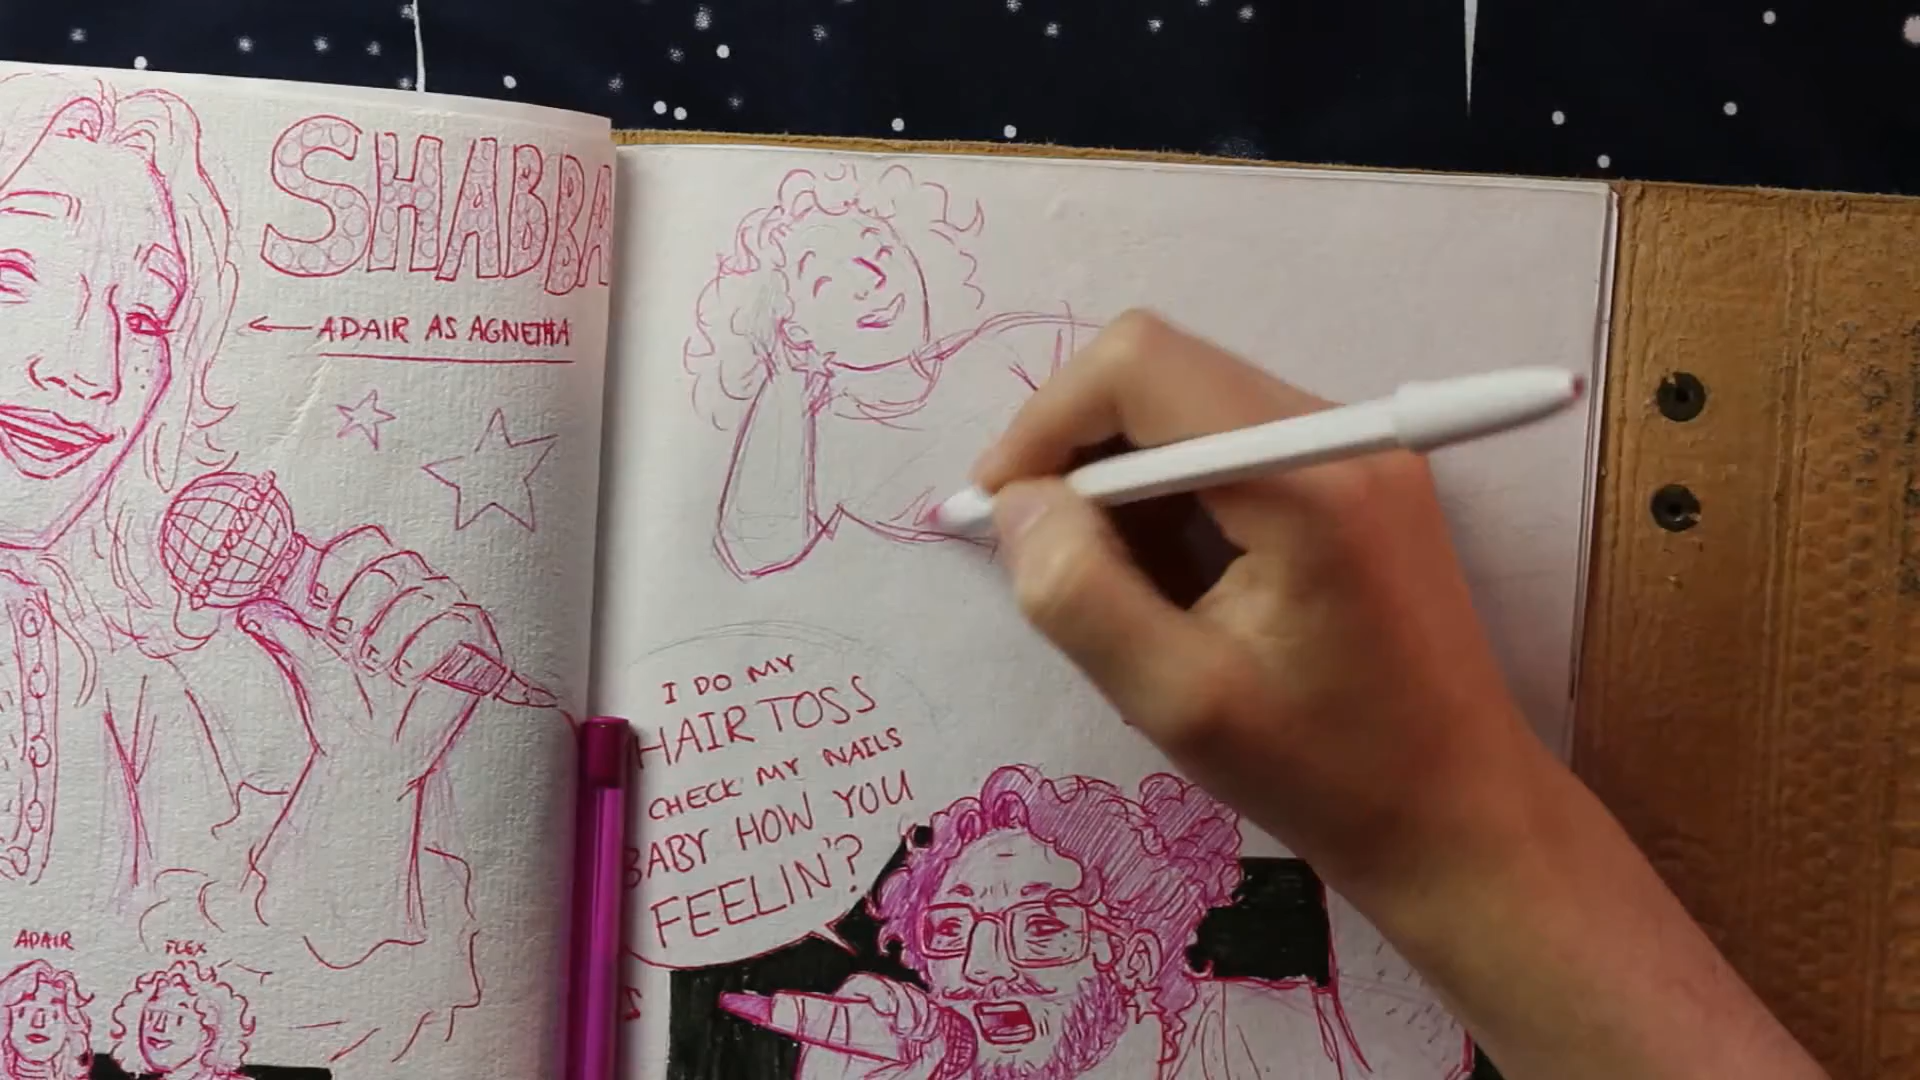 SHABBA
ADAIR AS AGNETHA
ADAIR
FLEX
I DO MY
HAIR TOSS
CHECK MY NAILS
BABY HOW YOU
FEELIN'?